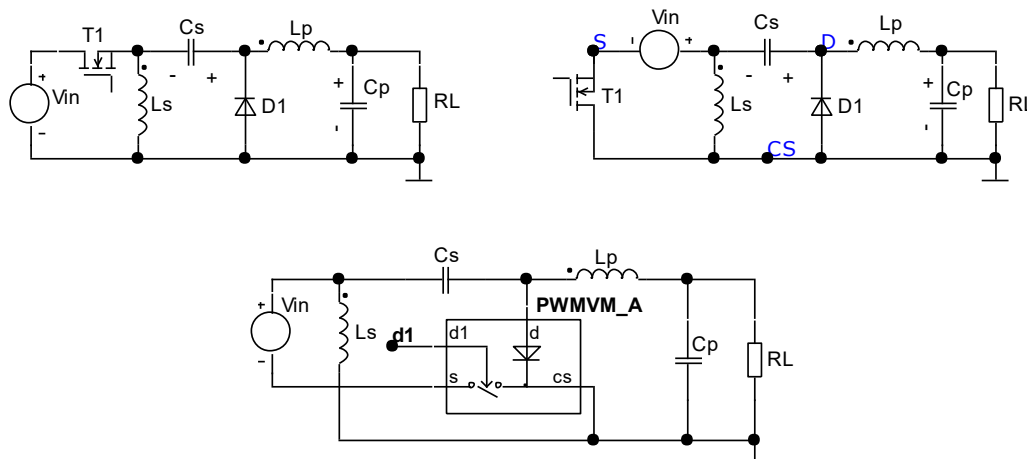 T1
Cs
Lp
+
-
Vin
Ls
-
+
D1
+
-
Cp
RL
S
-
Vin
+
Cs
D
Lp
T1
Ls
-
+
D1
+
-
Cp
CS
Cs
Lp
+
-
Vin
Ls
d1
PWMVM_A
d1
d
s
cs
Cp
RL